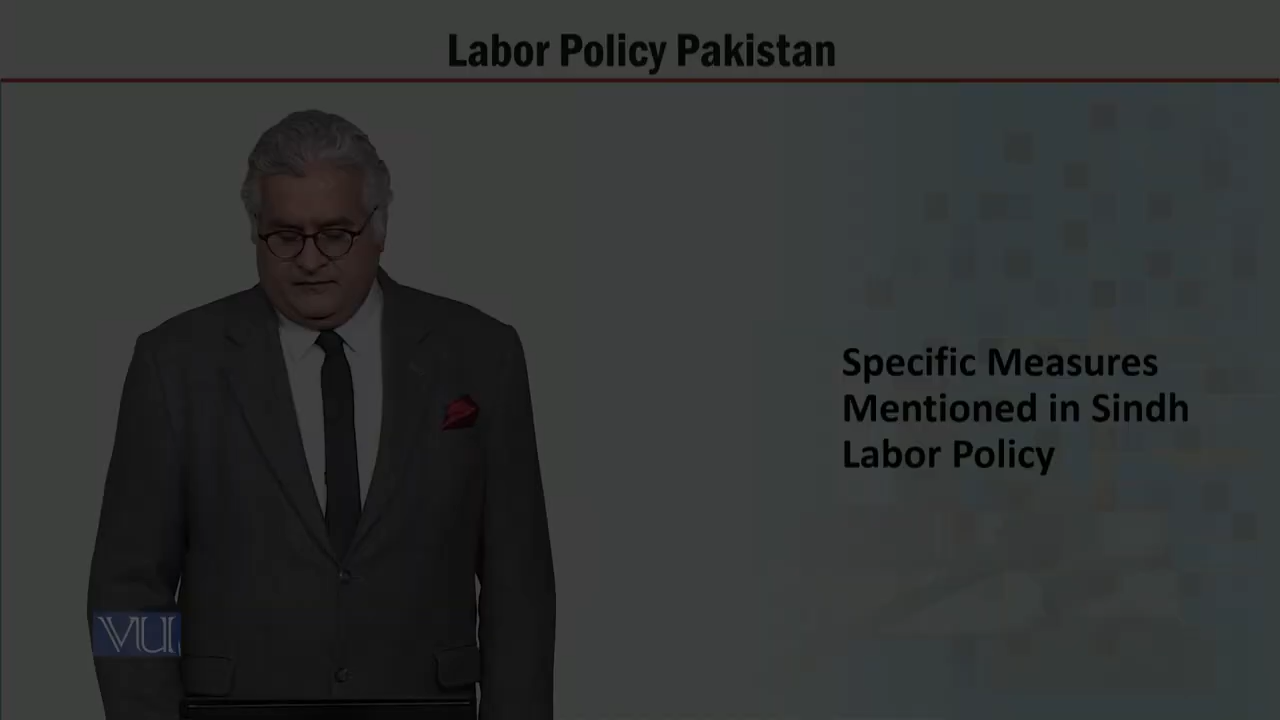 Labor Policy Pakistan
Specific Measures
Mentioned in Sindh
Labor Policy
VU